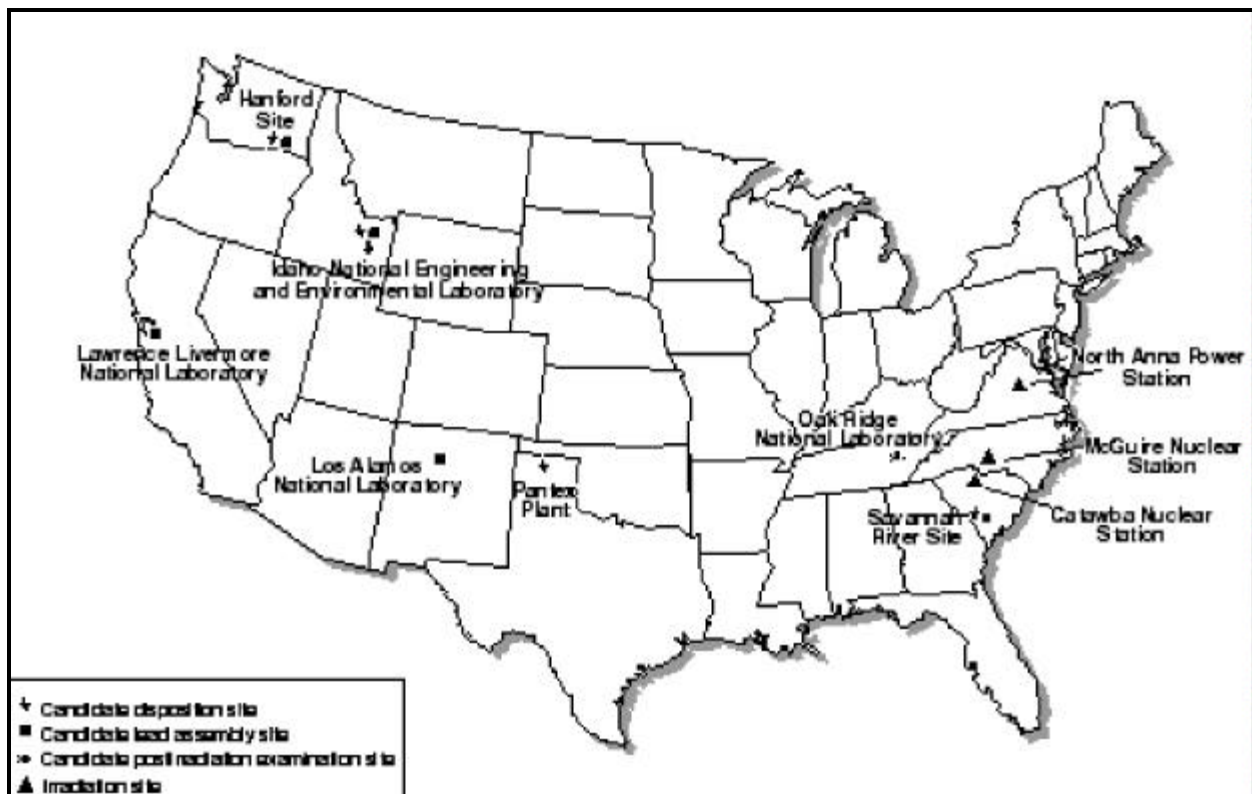 Hanford
Site
Idaho National Engineering
and Environmental Laboratory
Lawrence Livermore
National Laboratory
North Anna Power
Station
Oak Ridge
National Laboratory
McGuire Nuclear
Station
Los Alamos
National Laboratory
Pantex
Plant
Savannah
River Site
Catawba Nuclear
Station
Candidate disposition site
Candidate lead assembly site
Candidate postirradiation examination site
Irradiation site